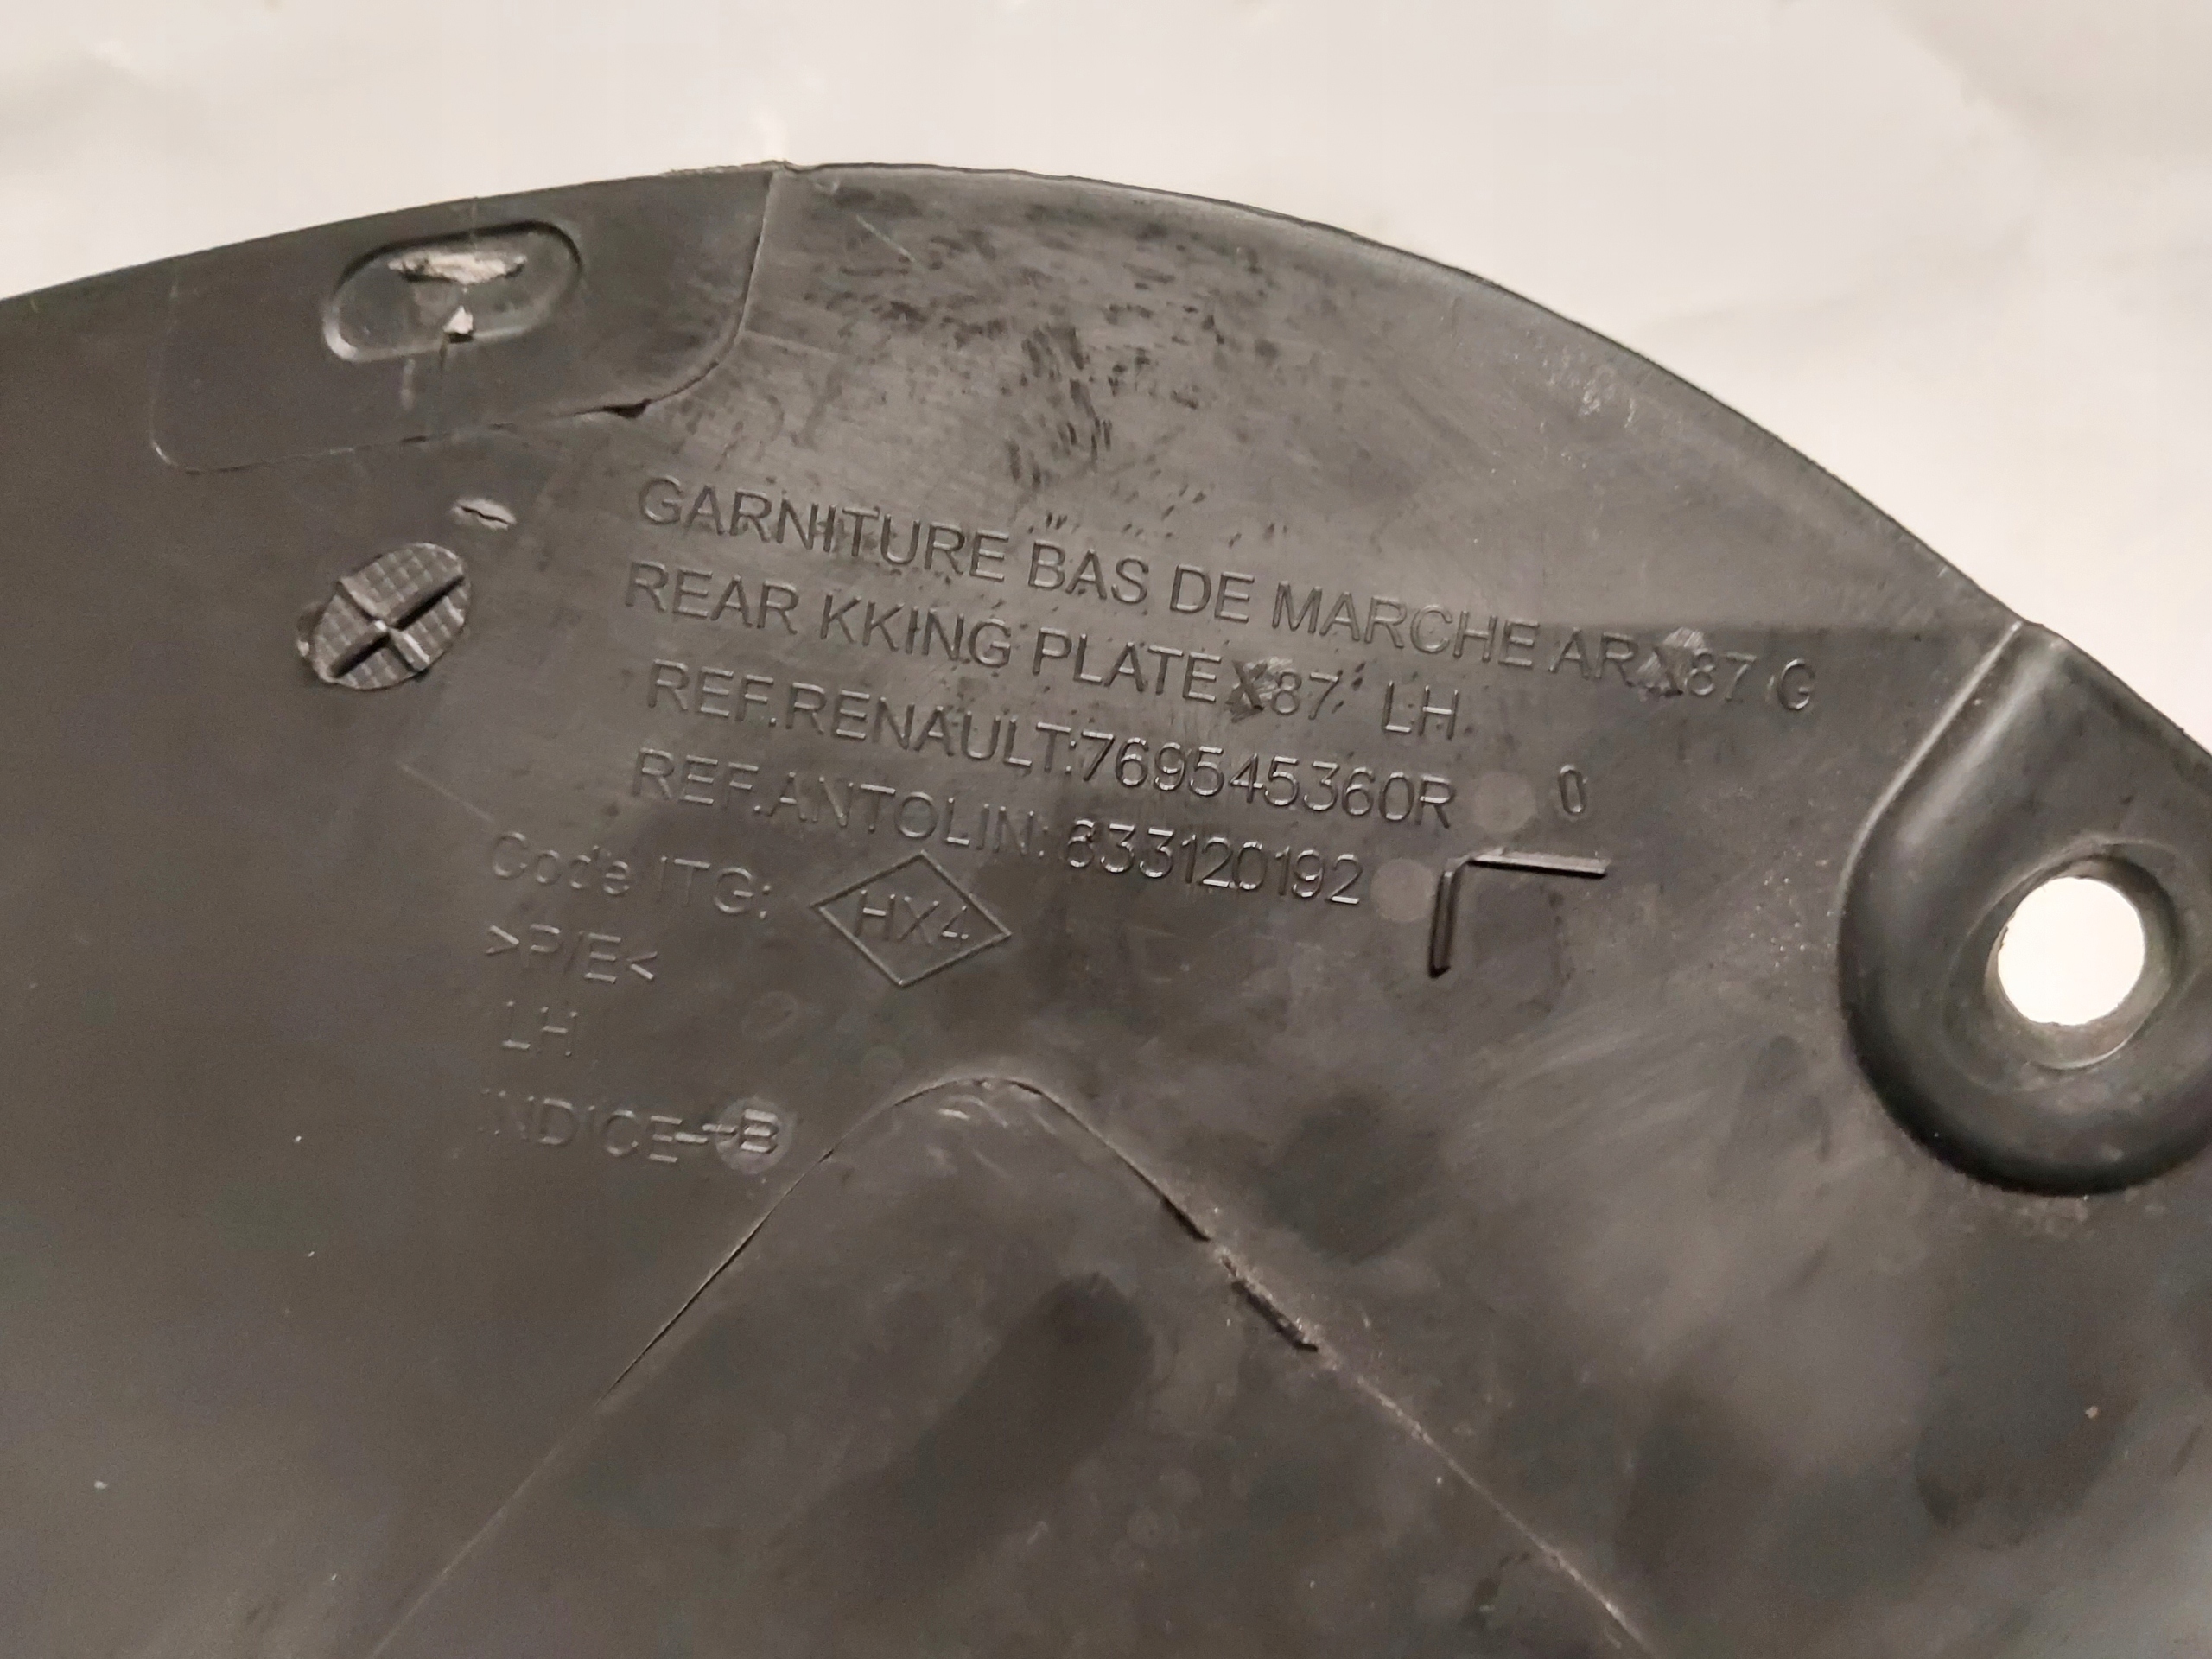 GARNITURE BAS DE MARCHE AR X87 G
REAR KKING PLATE X87 LH
REF.RENAULT:769545360R 0
REF.ANTOLIN: 633120192
Code ITG: HX4
>P/E<
LH
INDICE--B